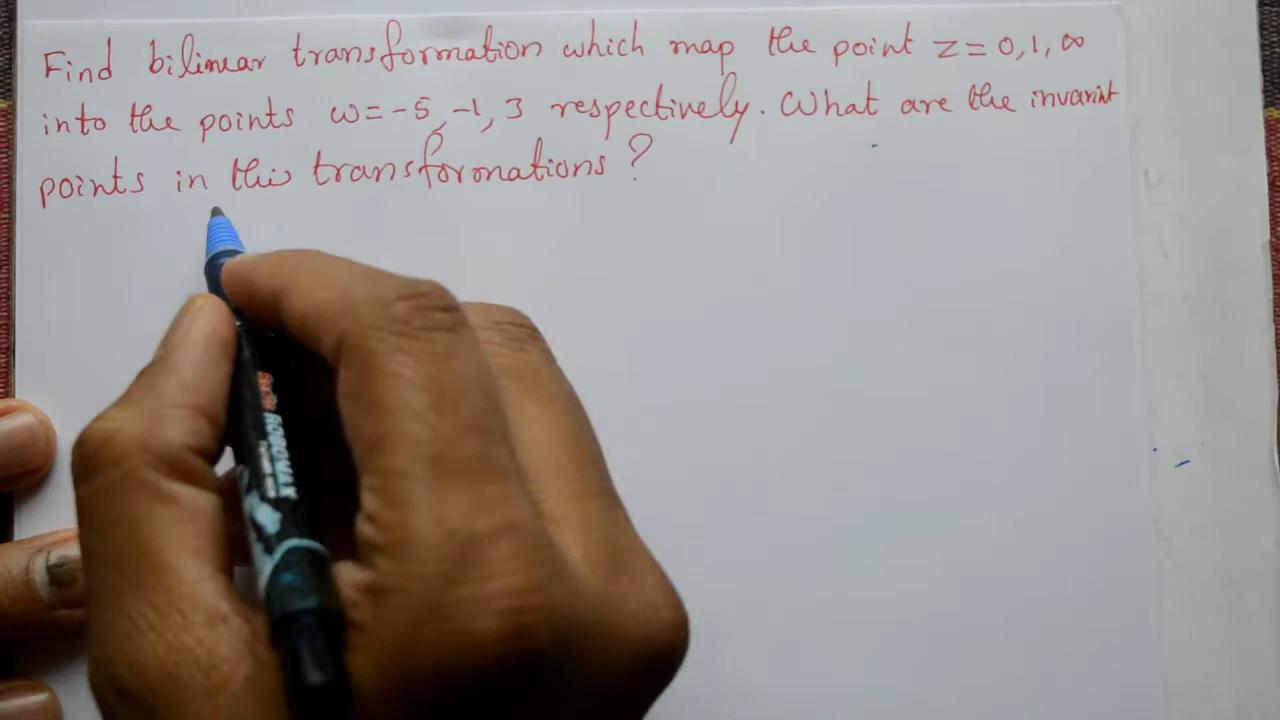 Find bilinear transformation which map the point z = 0, 1, ∞
into the points ω = -5, -1, 3 respectively. What are the invarint
points in this transformations ?
ROBOMAX